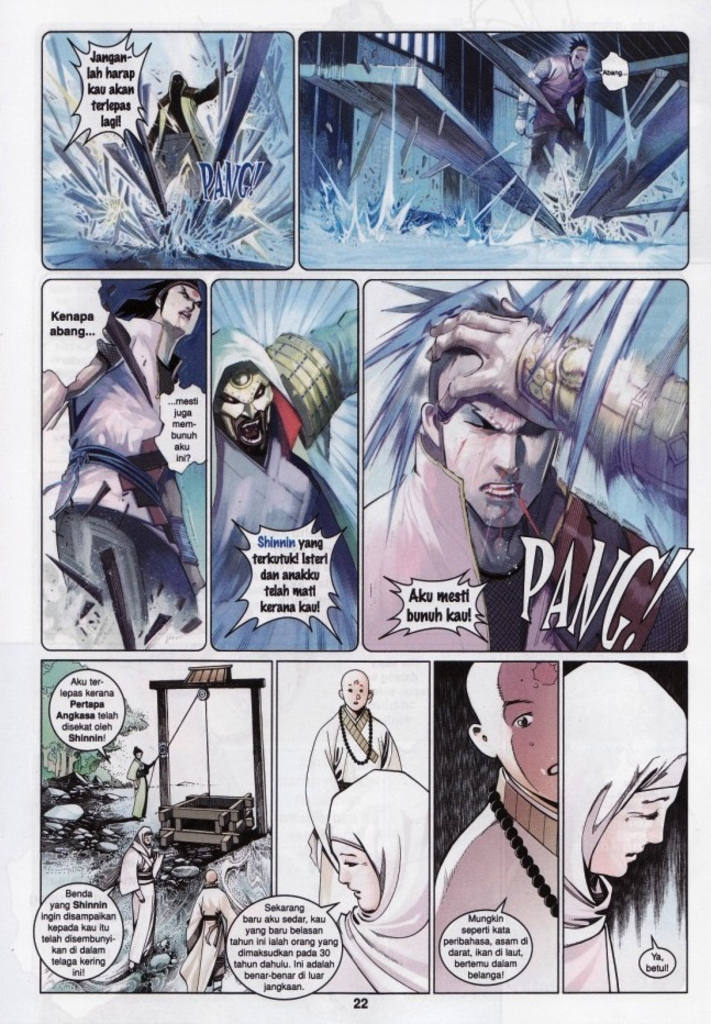 Jangan-
lah harap
kau akan
terlepas
lagi!
PANG!
Abang...
Kenapa
abang...
...mesti
juga
mem-
bunuh
aku
ini?
Shinnin yang
terkutuk! Isteri
dan anakku
telah mati
kerana kau!
Aku mesti
bunuh kau!
PANG!
Aku ter-
lepas kerana
Pertapa
Angkasa telah
disekat oleh
Shinnin!
Benda
yang Shinnin
ingin disampaikan
kepada kau itu
telah disembunyi-
kan di dalam
telaga kering
ini!
Sekarang
baru aku sedar, kau
yang baru belasan
tahun ini ialah orang yang
dimaksudkan pada 30
tahun dahulu. Ini adalah
benar-benar di luar
jangkaan.
Mungkin
seperti kata
peribahasa, asam di
darat, ikan di laut,
bertemu dalam
belanga!
Ya,
betul!
22